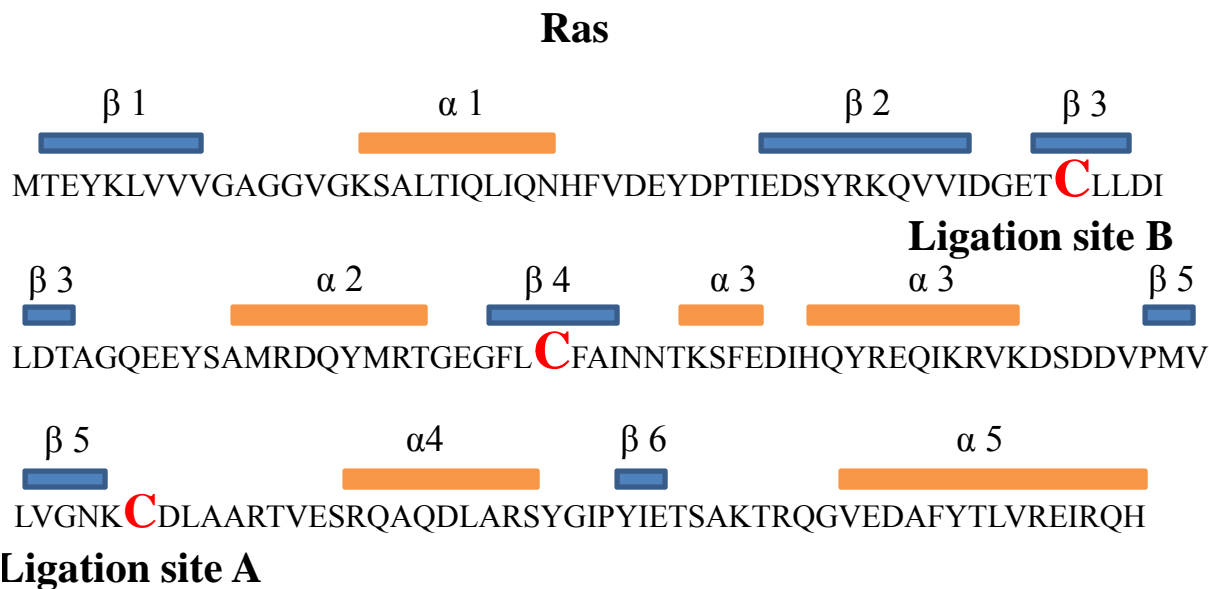 Ras
β 1 α 1 β 2 β 3
MTEYKLVVVGAGGVGKSALTIQLIQNHFVDEYDPTIEDSYRKQVVIDGETCLLDI
Ligation site B
β 3 α 2 β 4 α 3 α 3 β 5
LDTAGQEEYSAMRDQYMRTGEGFLCFAINNTKSFEDIHQYREQIKRVKDSDDVPMV
β 5 α4 β 6 α 5
LVGNKCDLAARTVESRQAQDLARSYGIPYIETSAKTRQGVEDAFYTLVREIRQH
Ligation site A